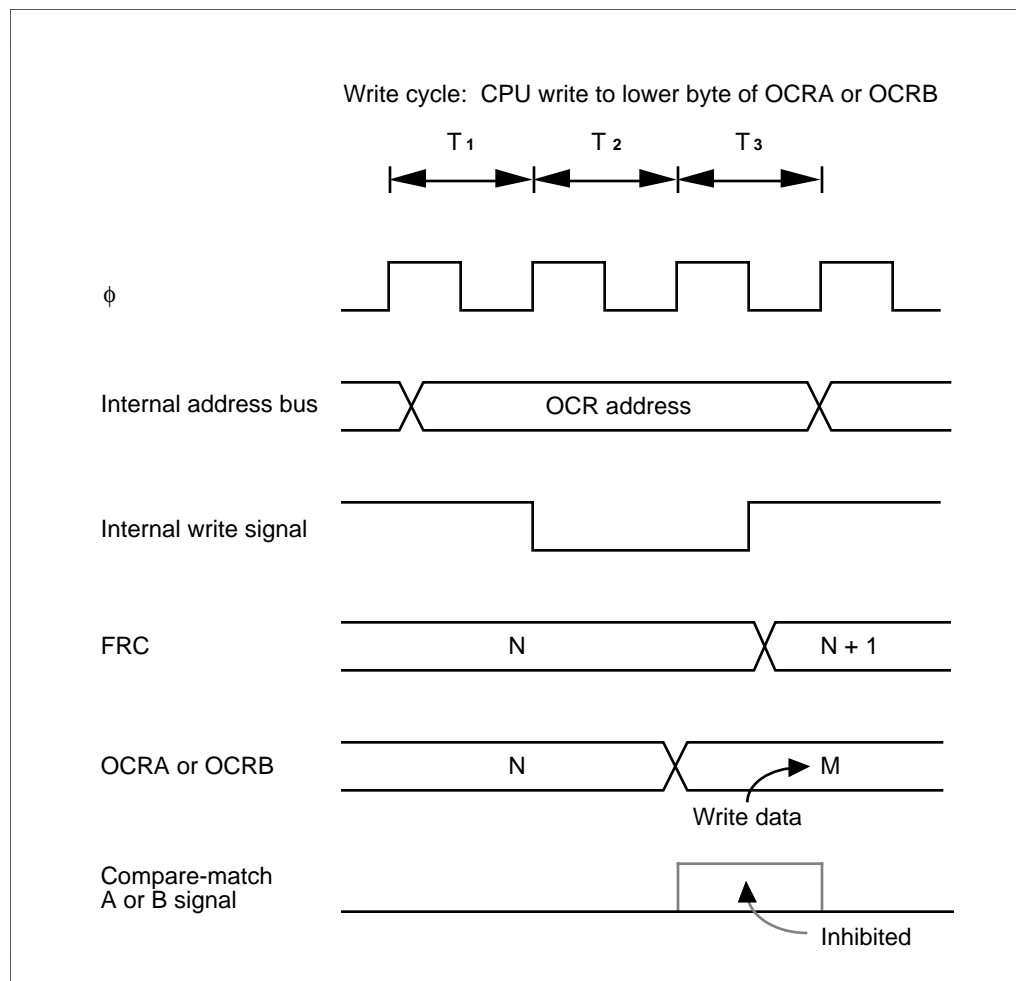 Write cycle: CPU write to lower byte of OCRA or OCRB
T1 T2 T3
ϕ
Internal address bus OCR address
Internal write signal
FRC N N + 1
OCRA or OCRB N M
Write data
Compare-match
A or B signal
Inhibited